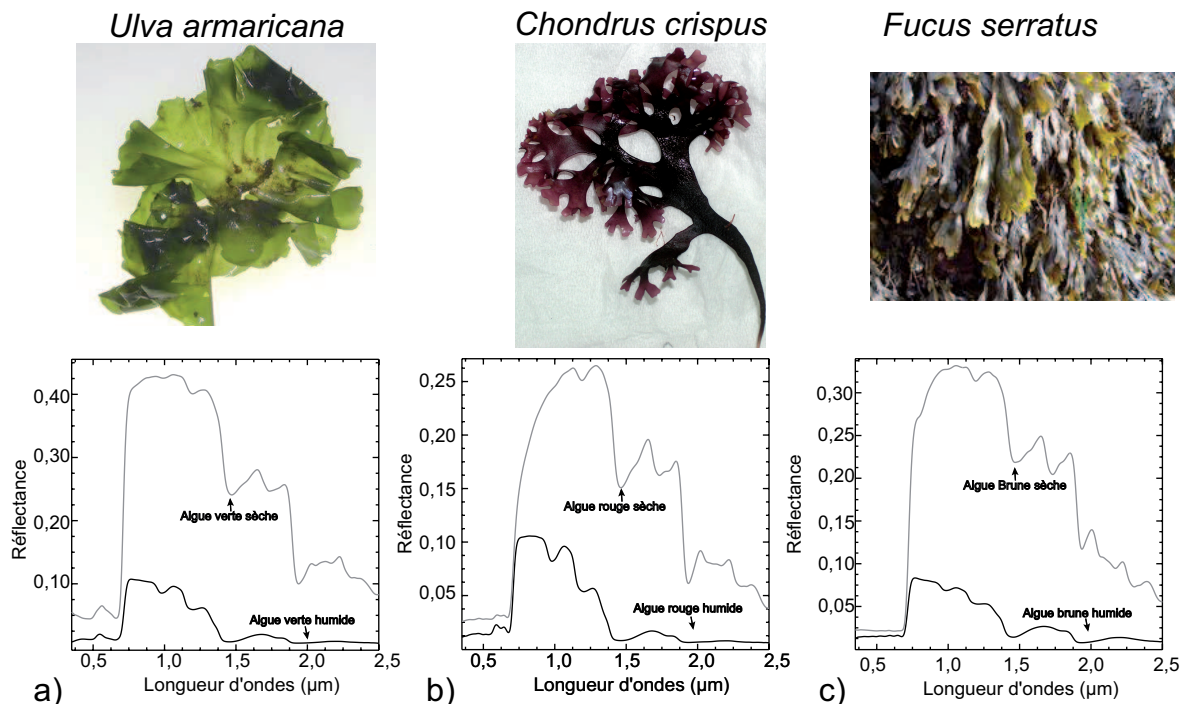 Ulva armaricana
Chondrus crispus
Fucus serratus
Réflectance
0,40
0,30
0,20
0,10
Algue verte sèche
Algue verte humide
0,5
1,0
1,5
2,0
2,5
Longueur d'ondes (µm)
a)
Réflectance
0,25
0,20
0,15
0,10
0,05
Algue rouge sèche
Algue rouge humide
0,5
1,0
1,5
2,0
2,5
Longueur d'ondes (µm)
b)
Réflectance
0,30
0,25
0,20
0,15
0,10
0,05
Algue Brune sèche
Algue brune humide
0,5
1,0
1,5
2,0
2,5
Longueur d'ondes (µm)
c)